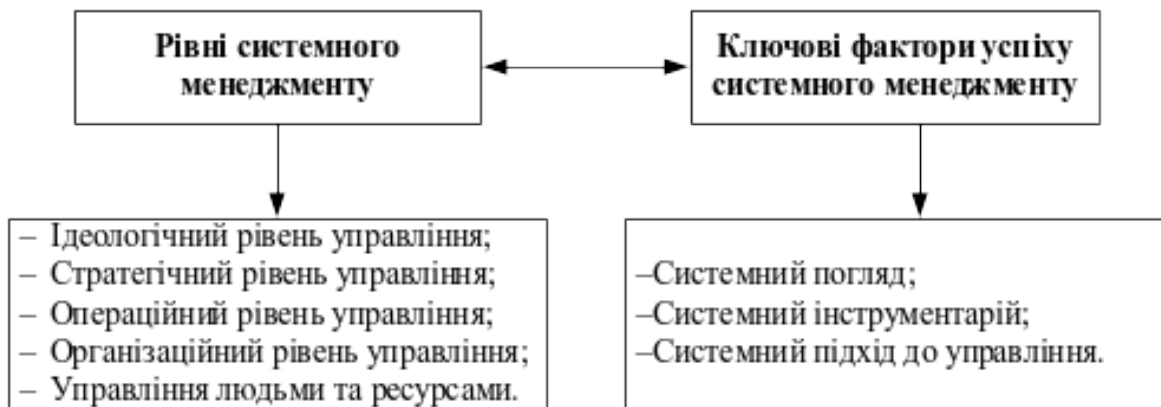 Рівні системного
менеджменту
Ключові фактори успіху
системного менеджменту
– Ідеологічний рівень управління;
– Стратегічний рівень управління;
– Операційний рівень управління;
– Організаційний рівень управління;
– Управління людьми та ресурсами.
–Системний погляд;
–Системний інструментарій;
–Системний підхід до управління.